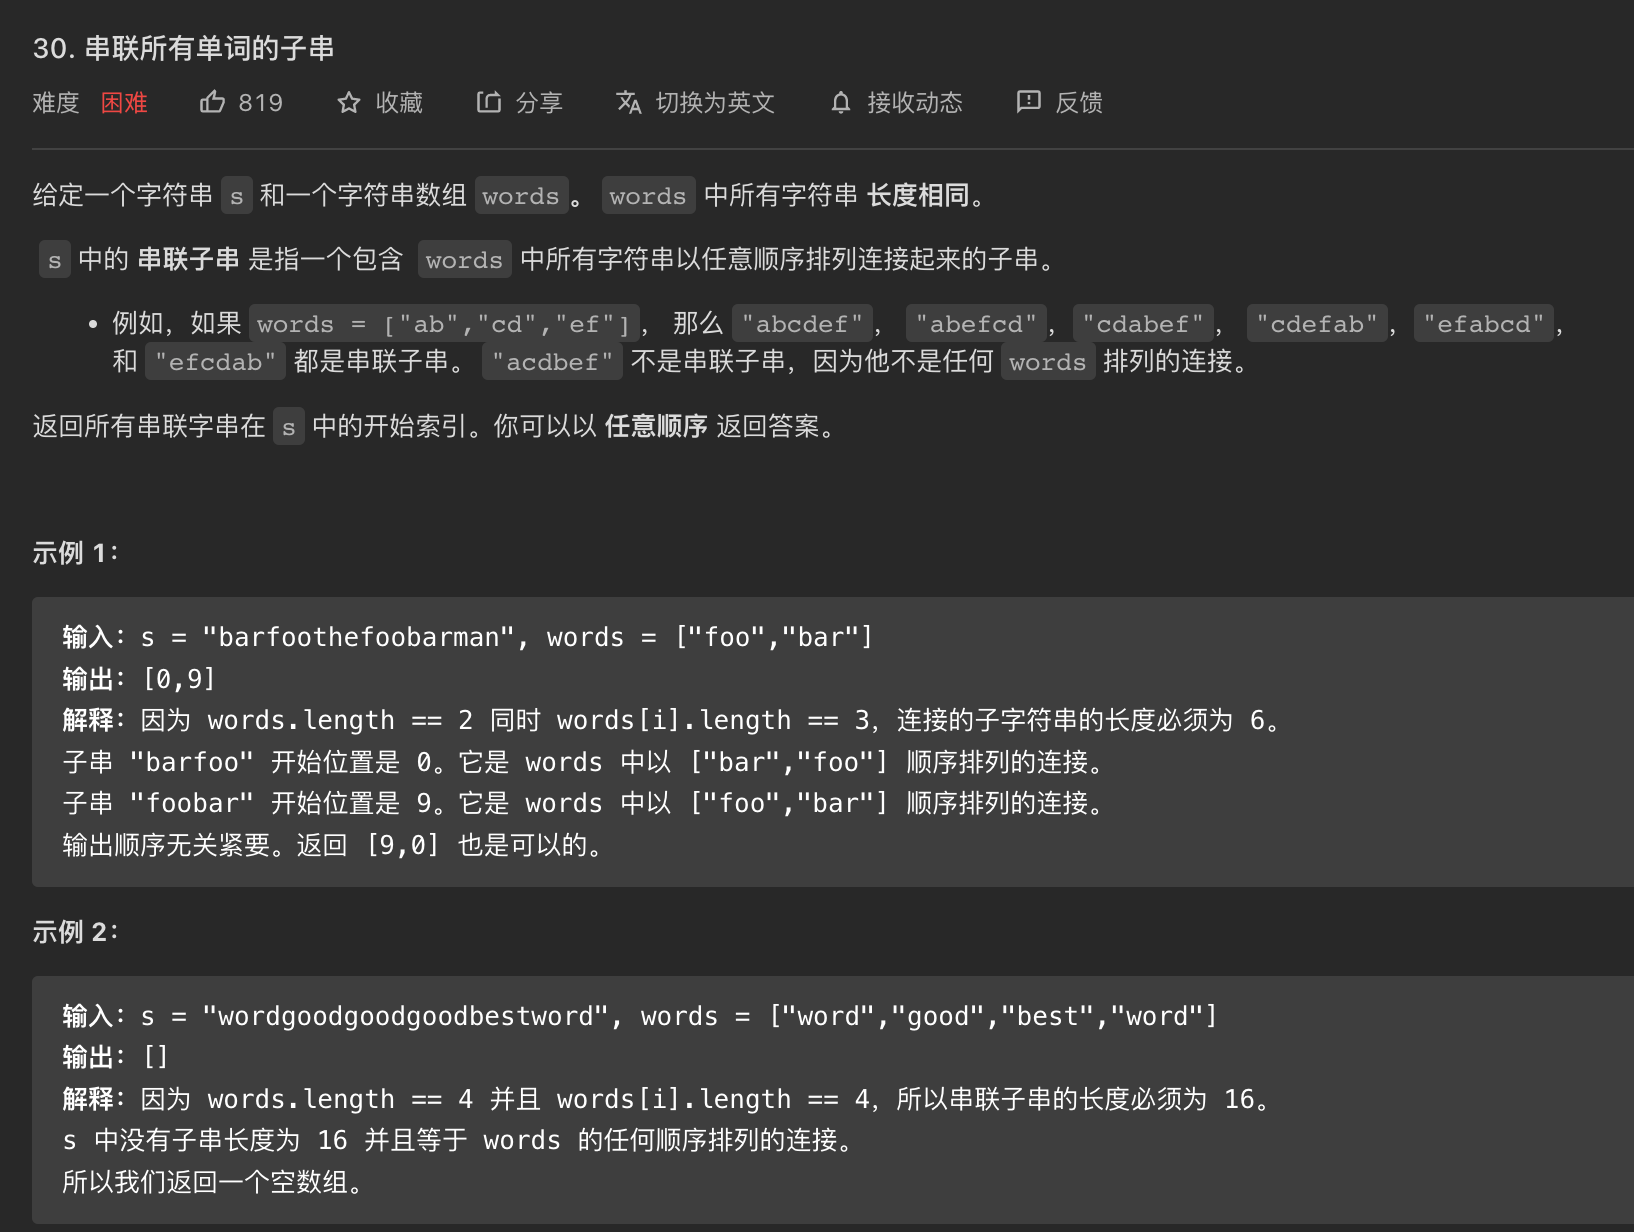 30. 串联所有单词的子串
难度 困难 819 收藏 分享 切换为英文 接收动态 反馈
给定一个字符串 s 和一个字符串数组 words。 words 中所有字符串 长度相同。
s 中的 串联子串 是指一个包含 words 中所有字符串以任意顺序排列连接起来的子串。
• 例如，如果 words = ["ab","cd","ef"]， 那么 "abcdef"， "abefcd"，"cdabef"， "cdefab"，"efabcd"，
和 "efcdab" 都是串联子串。 "acdbef" 不是串联子串，因为他不是任何 words 排列的连接。
返回所有串联字串在 s 中的开始索引。你可以以 任意顺序 返回答案。
示例 1：
输入：s = "barfoothefoobarman", words = ["foo","bar"]
输出：[0,9]
解释：因为 words.length == 2 同时 words[i].length == 3，连接的子字符串的长度必须为 6。
子串 "barfoo" 开始位置是 0。它是 words 中以 ["bar","foo"] 顺序排列的连接。
子串 "foobar" 开始位置是 9。它是 words 中以 ["foo","bar"] 顺序排列的连接。
输出顺序无关紧要。返回 [9,0] 也是可以的。
示例 2：
输入：s = "wordgoodgoodgoodbestword", words = ["word","good","best","word"]
输出：[]
解释：因为 words.length == 4 并且 words[i].length == 4，所以串联子串的长度必须为 16。
s 中没有子串长度为 16 并且等于 words 的任何顺序排列的连接。
所以我们返回一个空数组。